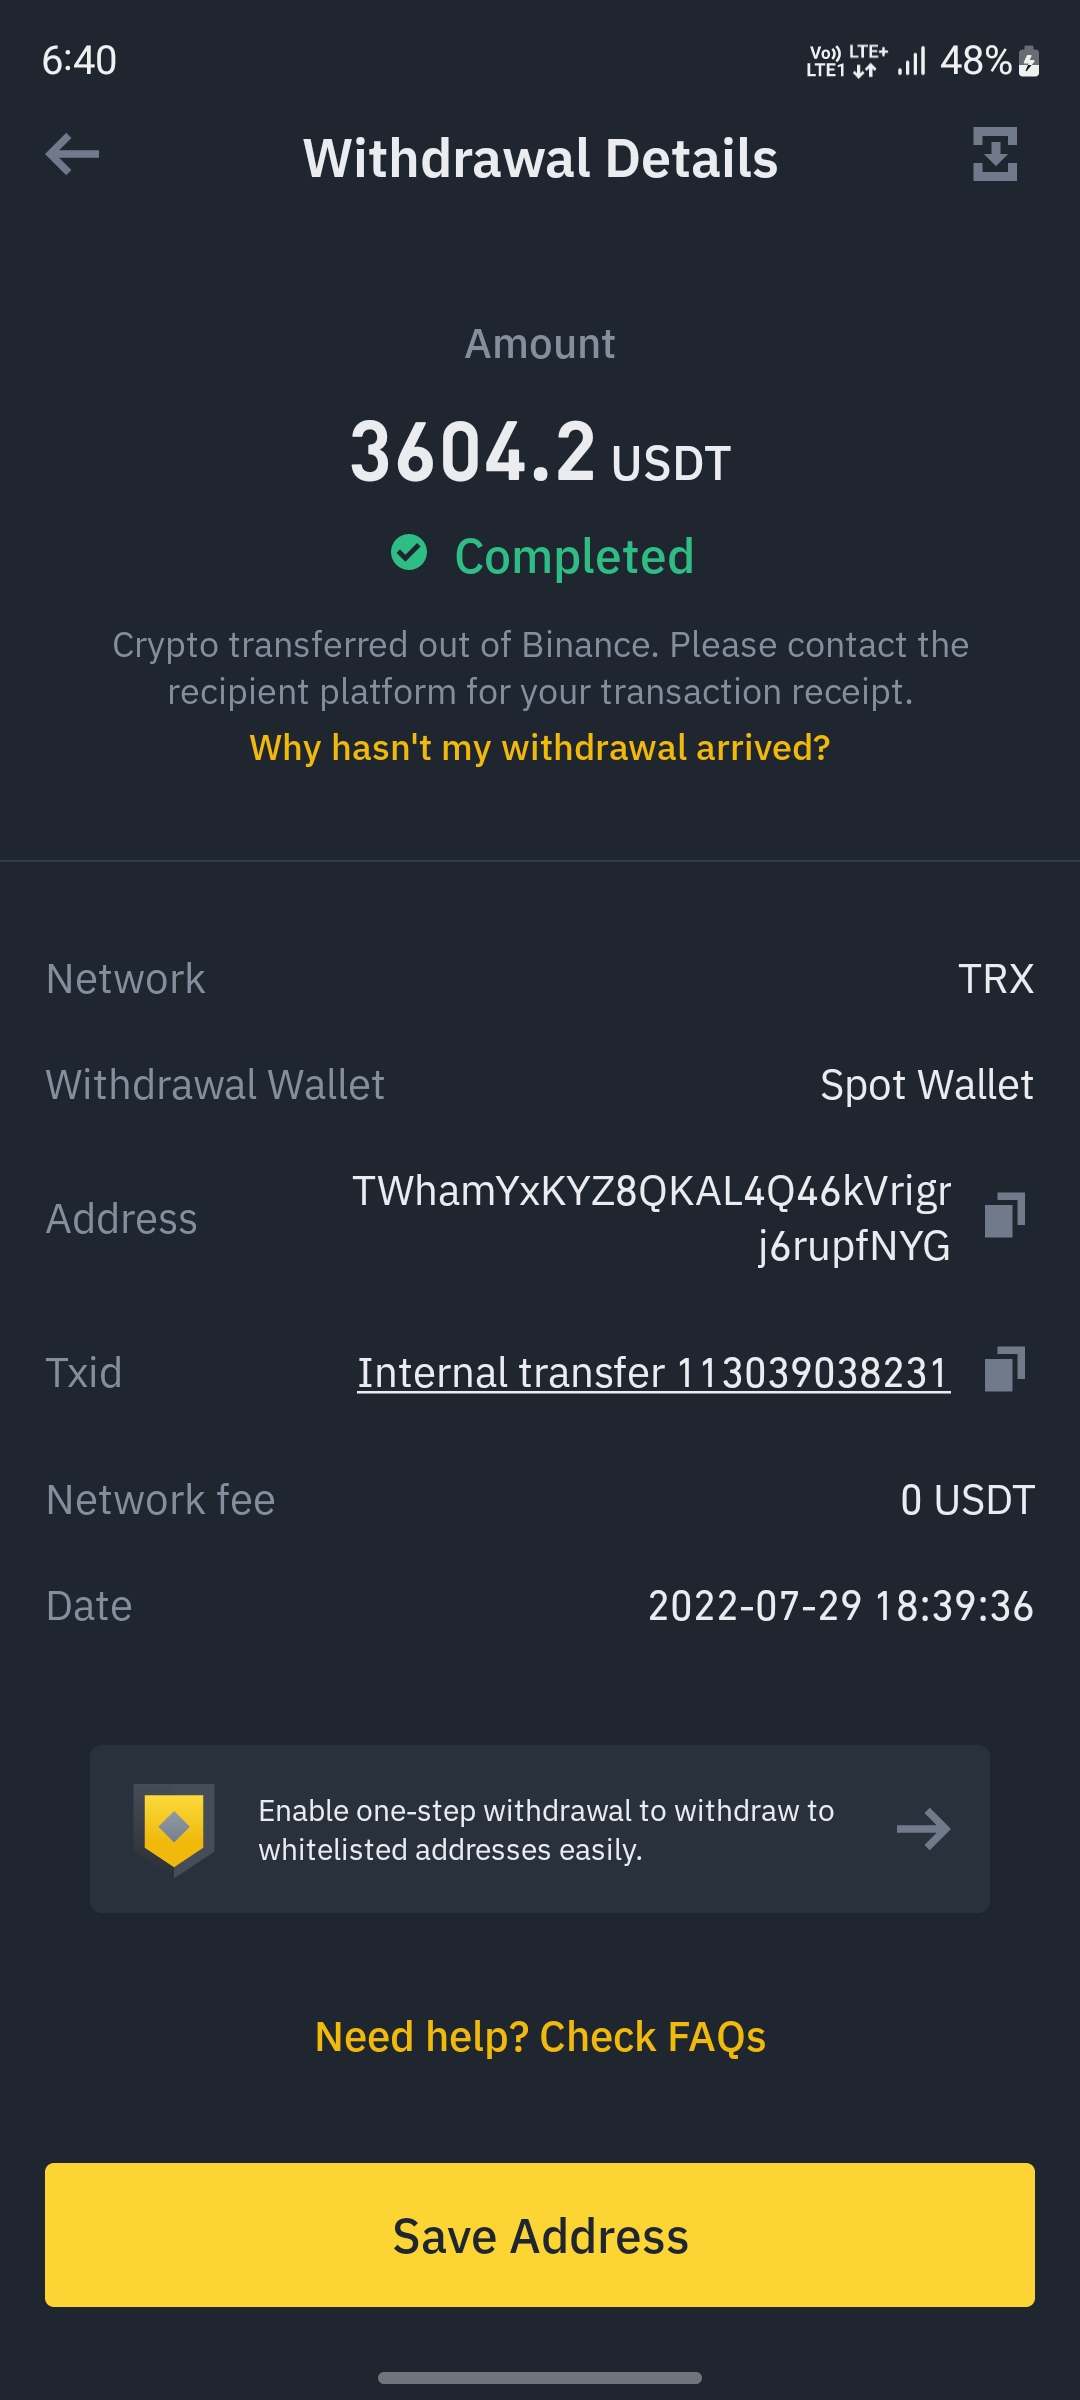 6:40
Vo)) LTE+
LTE1
48%
Withdrawal Details
Amount
3604.2 USDT
Completed
Crypto transferred out of Binance. Please contact the
recipient platform for your transaction receipt.
Why hasn't my withdrawal arrived?
Network TRX
Withdrawal Wallet Spot Wallet
Address TWhamYxKYZ8QKAL4Q46kVrigr
j6rupfNYG
Txid Internal transfer 113039038231
Network fee 0 USDT
Date 2022-07-29 18:39:36
Enable one-step withdrawal to withdraw to
whitelisted addresses easily.
Need help? Check FAQs
Save Address